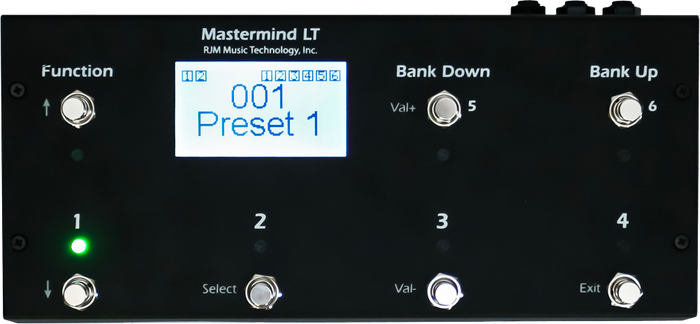 Mastermind LT
RJM Music Technology, Inc.
Function
Bank Down
Bank Up
1 2 1 2 3 4 5 6
001
Preset 1
↑
Val+
5
6
1
2
3
4
↓
Select
Val-
Exit